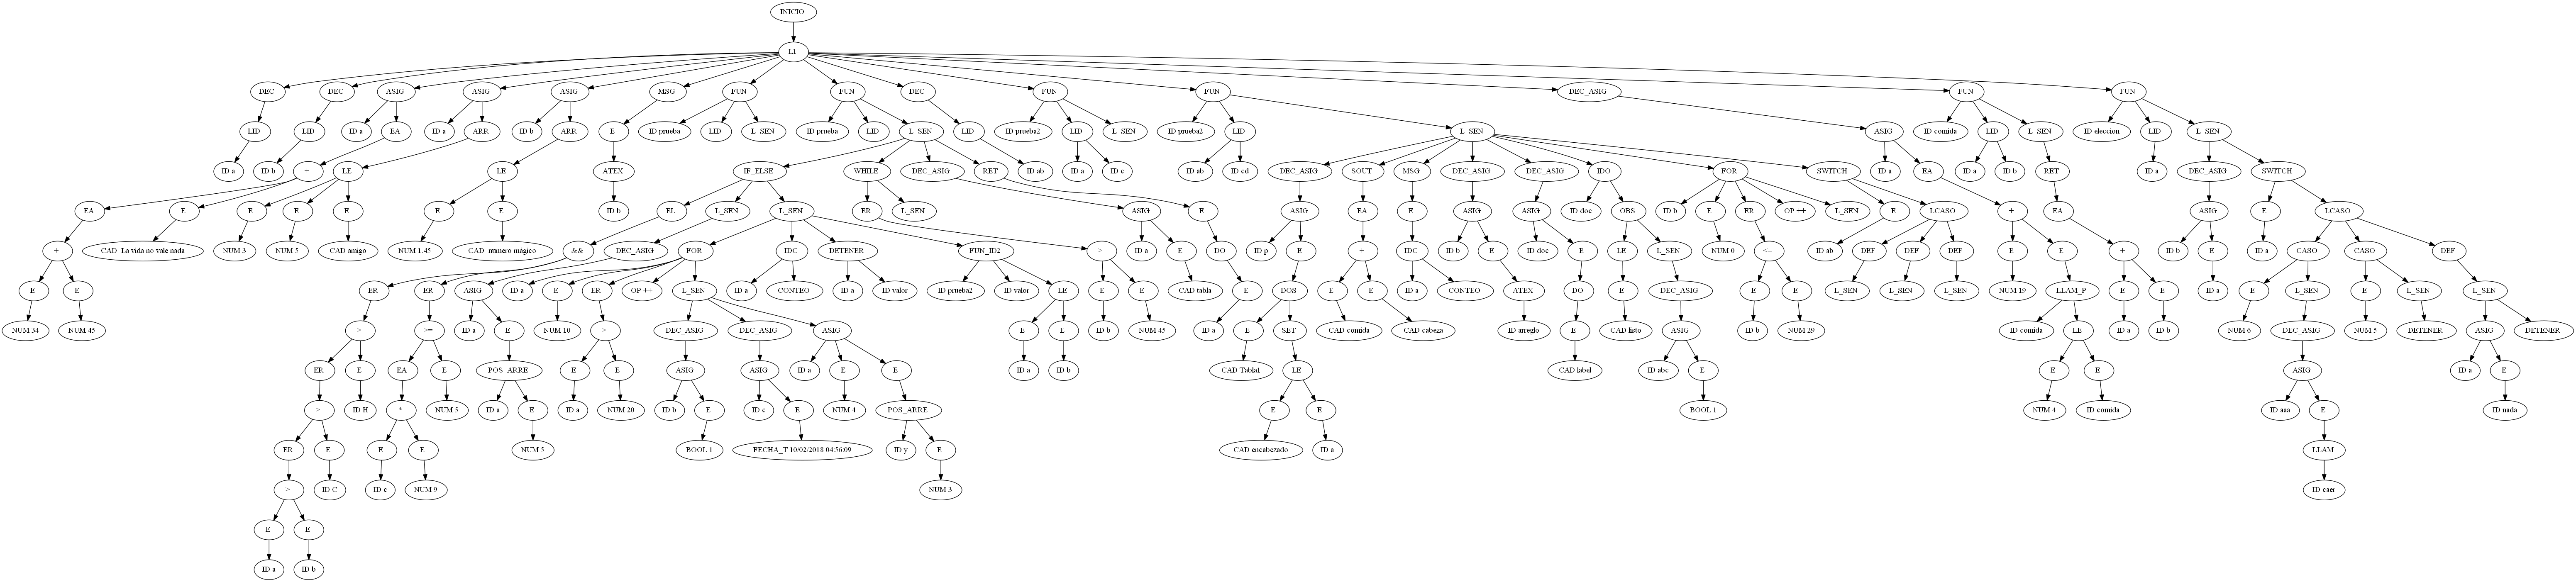 INICIO
L1
DEC DEC ASIG ASIG ASIG MSG FUN FUN DEC FUN FUN DEC_ASIG FUN FUN
LID LID ID a EA ID a ARR ID b ARR E ID prueba LID L_SEN ID prueba LID L_SEN LID ID prueba2 LID L_SEN ID prueba2 LID L_SEN ASIG ID comida LID L_SEN ID eleccion LID L_SEN
ID a ID b + LE LE ATEX IF_ELSE WHILE DEC_ASIG RET ID ab ID a ID c ID ab ID cd DEC_ASIG SOUT MSG DEC_ASIG DEC_ASIG IDO FOR SWITCH ID a EA ID a ID b RET ID a DEC_ASIG SWITCH
EA E E E E E E ID b EL L_SEN L_SEN ER L_SEN ASIG E ASIG EA E ASIG ASIG ID doc OBS ID b E ER OP ++ L_SEN E LCASO + EA ASIG E LCASO
+ CAD La vida no vale nada NUM 3 NUM 5 CAD amigo NUM 1.45 CAD numero mágico && DEC_ASIG FOR IDC DETENER FUN_ID2 > ID a E DO ID p E + IDC ID b E ID doc E LE L_SEN NUM 0 <= ID ab DEF DEF DEF E E + ID b E ID a CASO CASO DEF
E E ER ER ASIG ID a E ER OP ++ L_SEN ID a CONTEO ID a ID valor ID prueba2 ID valor LE E E CAD tabla E DOS E E ID a CONTEO ATEX DO E DEC_ASIG E E L_SEN L_SEN L_SEN NUM 19 LLAM_P E E ID a E L_SEN E L_SEN L_SEN
NUM 34 NUM 45 > >= ID a E NUM 10 > DEC_ASIG DEC_ASIG ASIG E E ID b NUM 45 ID a E SET CAD comida CAD cabeza ID arreglo E CAD listo ASIG ID b NUM 29 ID comida LE ID a ID b NUM 6 DEC_ASIG NUM 5 DETENER ASIG DETENER
ER E EA E POS_ARRE E E ASIG ASIG ID a E E ID a ID b CAD Tabla1 LE CAD label ID abc E E E ASIG ID a E
> ID H * NUM 5 ID a E ID a NUM 20 ID b E ID c E NUM 4 POS_ARRE E E BOOL 1 NUM 4 ID comida ID aaa E ID nada
ER E E E NUM 5 BOOL 1 FECHA_T 10/02/2018 04:56:09 ID y E CAD encabezado ID a LLAM
> ID C ID c NUM 9 NUM 3 ID caer
E E
ID a ID b